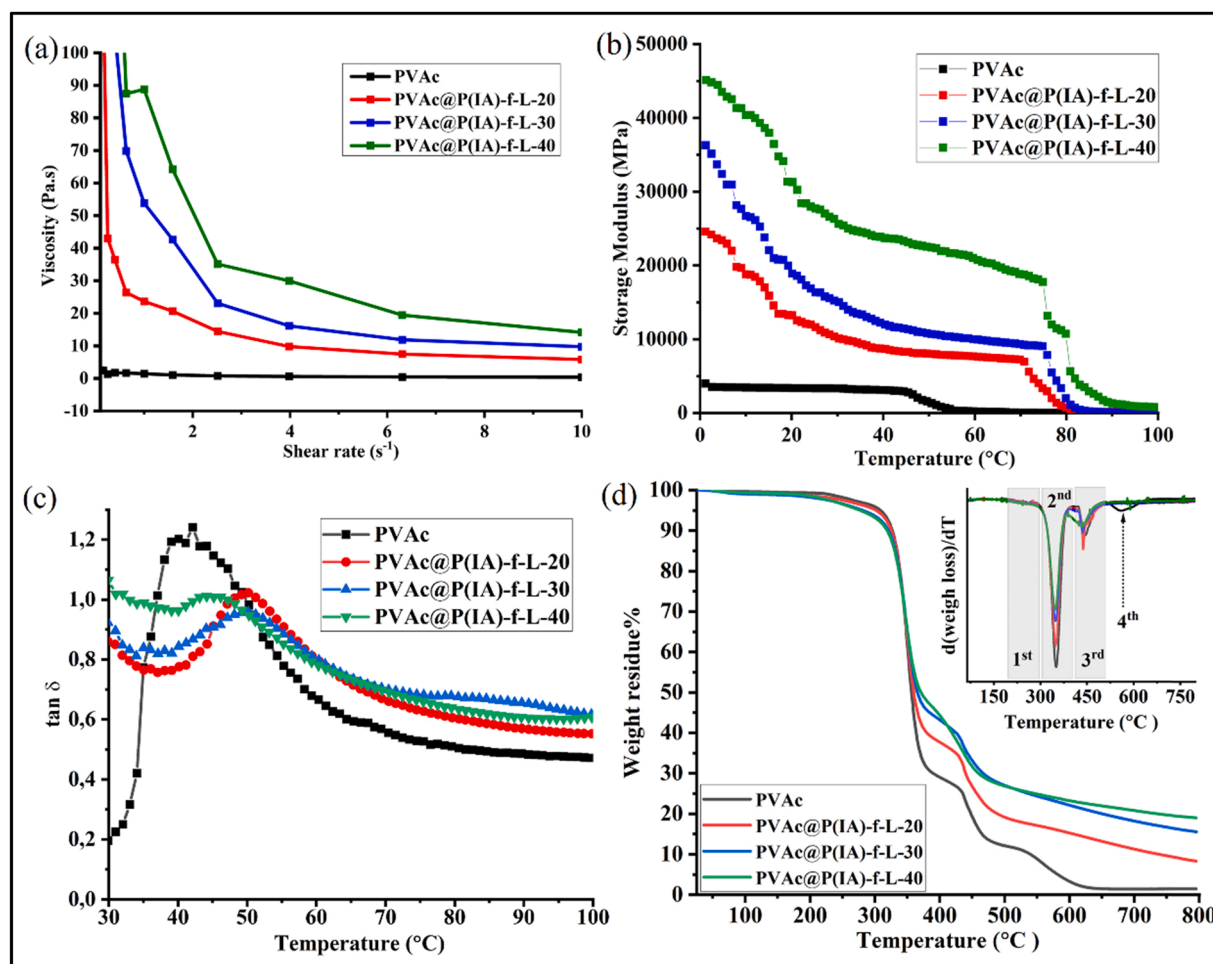 (a)
100
90
80
70
60
50
40
30
20
10
0
-10
Viscosity (Pa.s)
PVAc
PVAc@P(IA)-f-L-20
PVAc@P(IA)-f-L-30
PVAc@P(IA)-f-L-40
2 4 6 8 10
Shear rate (s⁻¹)
(b)
50000
40000
30000
20000
10000
0
Storage Modulus (MPa)
PVAc
PVAc@P(IA)-f-L-20
PVAc@P(IA)-f-L-30
PVAc@P(IA)-f-L-40
0 20 40 60 80 100
Temperature (°C)
(c)
1,2
1,0
0,8
0,6
0,4
0,2
0,0
tan δ
PVAc
PVAc@P(IA)-f-L-20
PVAc@P(IA)-f-L-30
PVAc@P(IA)-f-L-40
30 40 50 60 70 80 90 100
Temperature (°C)
(d)
100
90
80
70
60
50
40
30
20
10
0
Weight residue%
PVAc
PVAc@P(IA)-f-L-20
PVAc@P(IA)-f-L-30
PVAc@P(IA)-f-L-40
100 200 300 400 500 600 700 800
Temperature (°C )
d(weigh loss)/dT
1st
2nd
3rd
4th
150 300 450 600 750
Temperature (°C )